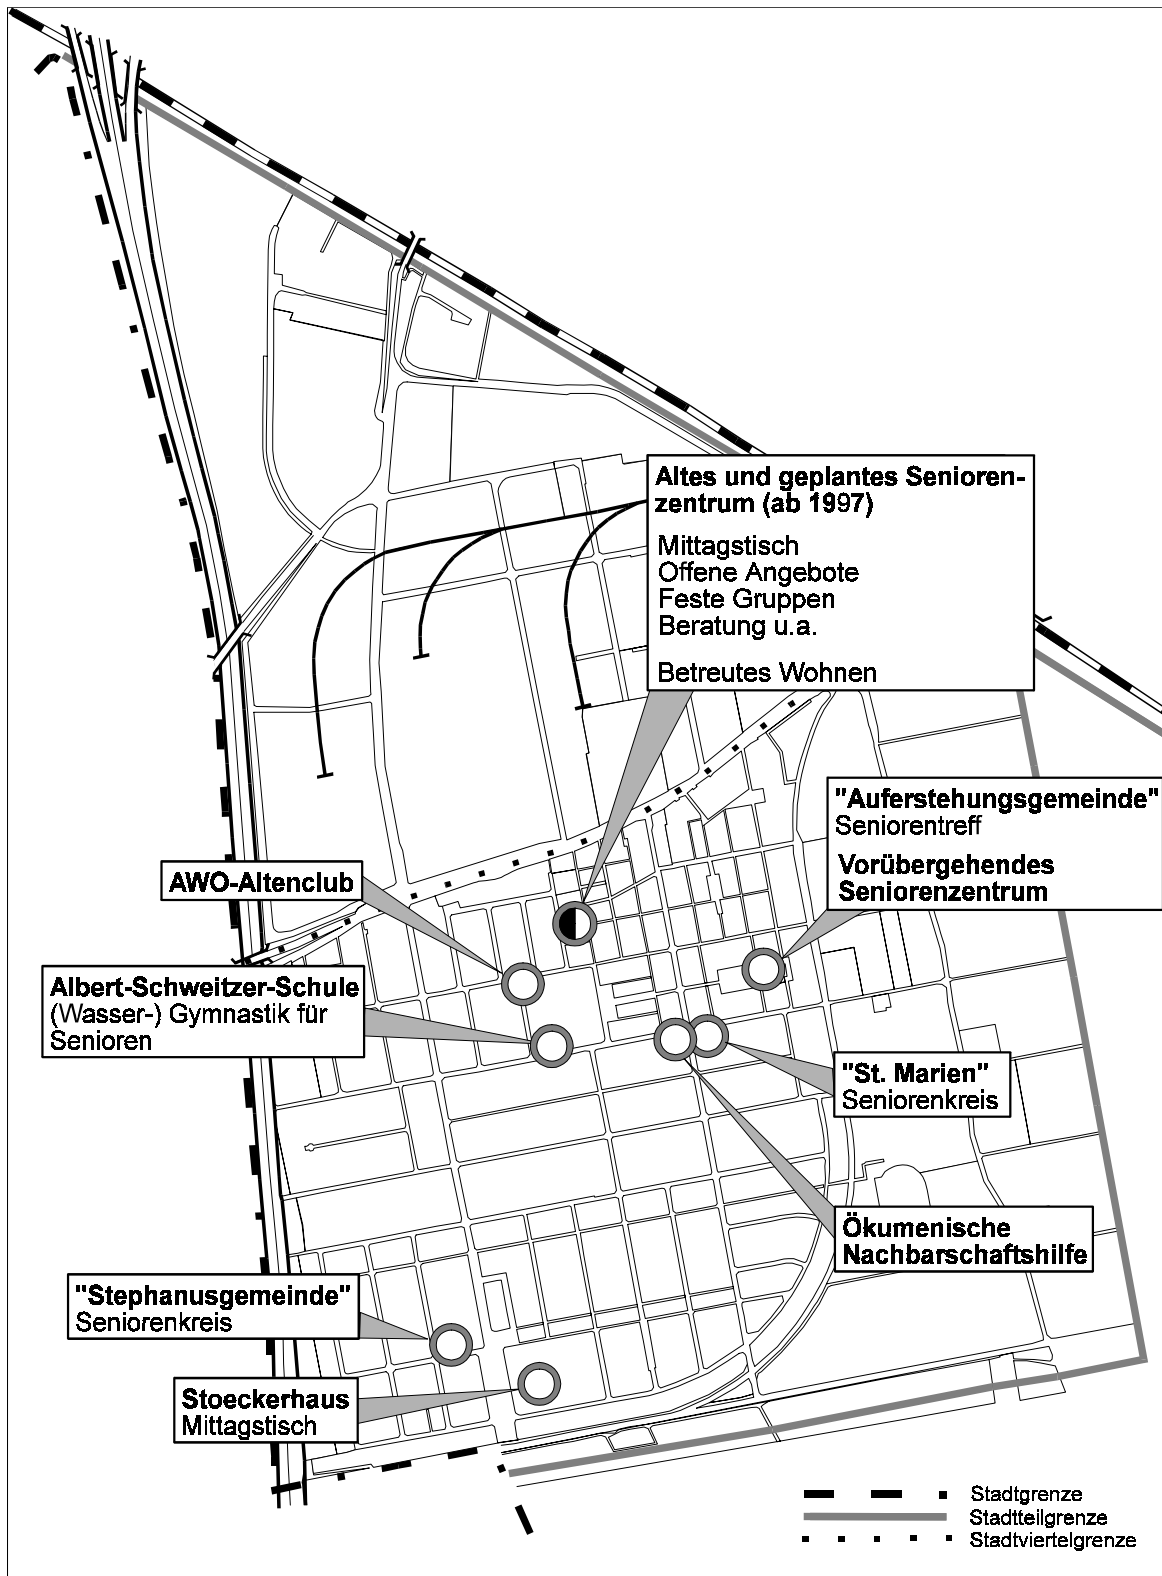 Altes und geplantes Senioren-
zentrum (ab 1997)
Mittagstisch
Offene Angebote
Feste Gruppen
Beratung u.a.
Betreutes Wohnen
"Auferstehungsgemeinde"
Seniorentreff
Vorübergehendes
Seniorenzentrum
AWO-Altenclub
Albert-Schweitzer-Schule
(Wasser-) Gymnastik für
Senioren
"St. Marien"
Seniorenkreis
Ökumenische
Nachbarschaftshilfe
"Stephanusgemeinde"
Seniorenkreis
Stoeckerhaus
Mittagstisch
Stadtgrenze
Stadtteilgrenze
Stadtviertelgrenze